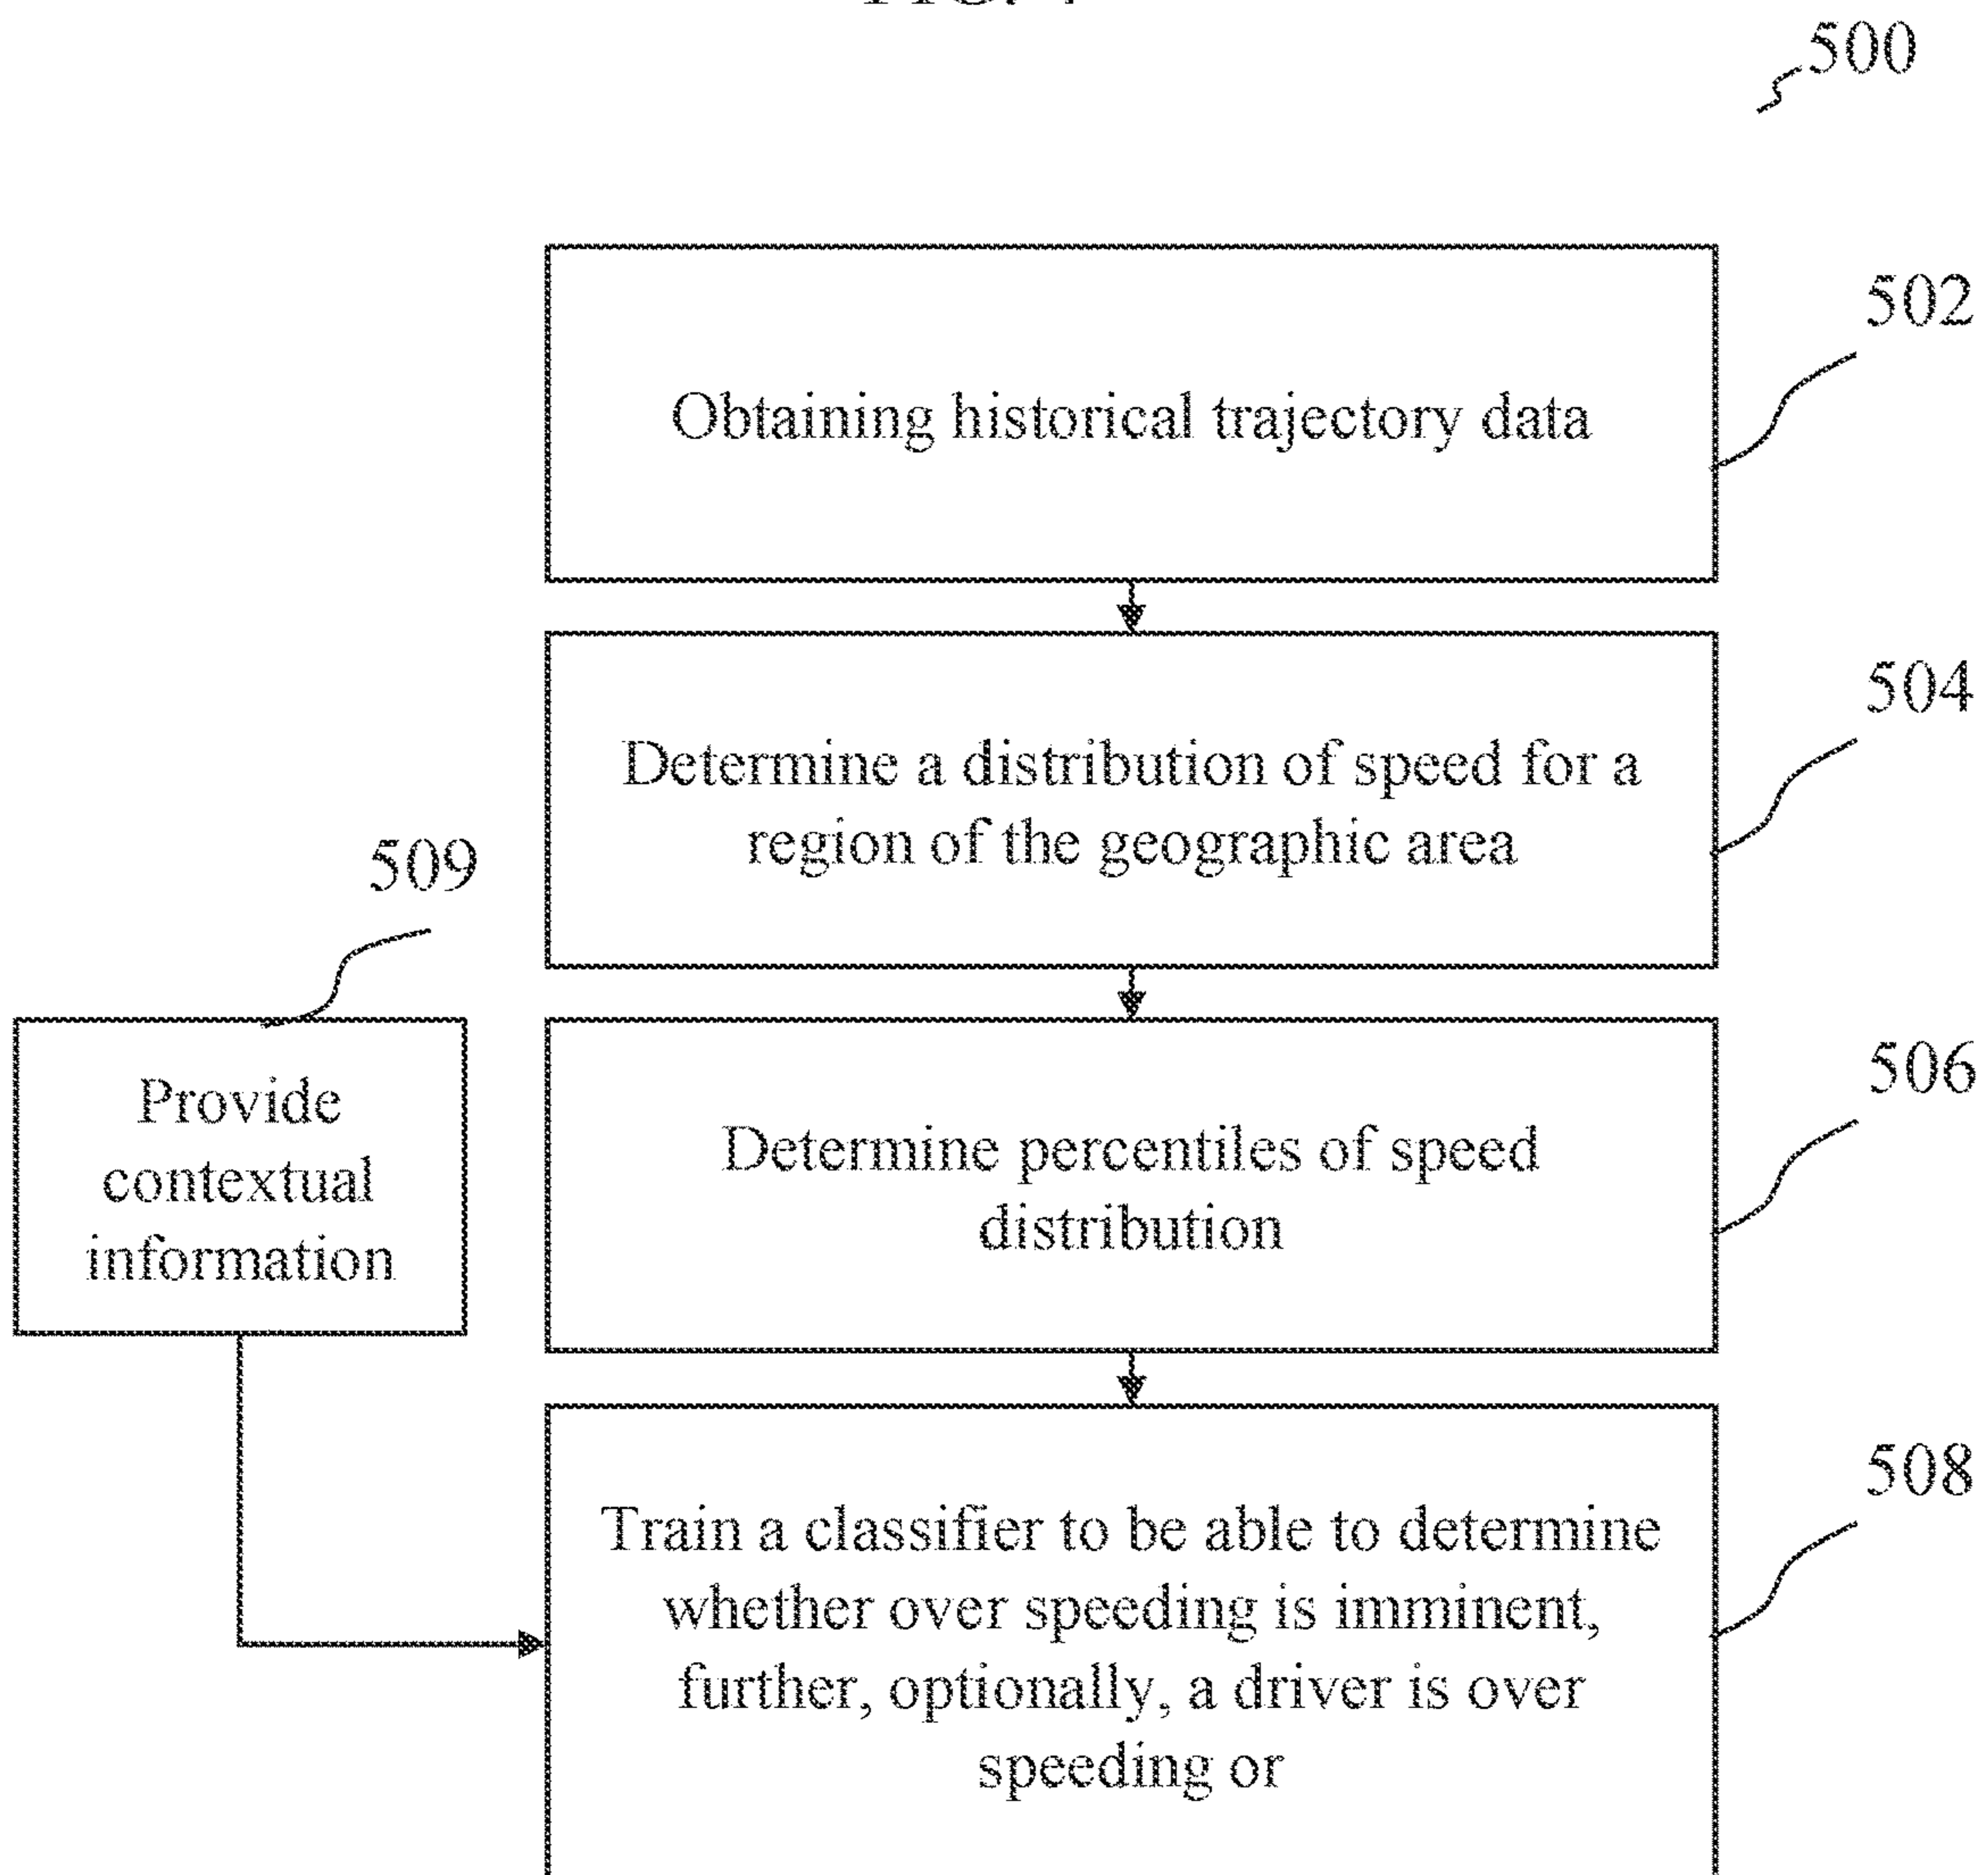 500
502
Obtaining historical trajectory data
504
Determine a distribution of speed for a
region of the geographic area
509
506
Provide
contextual
information
Determine percentiles of speed
distribution
508
Train a classifier to be able to determine
whether over speeding is imminent,
further, optionally, a driver is over
speeding or